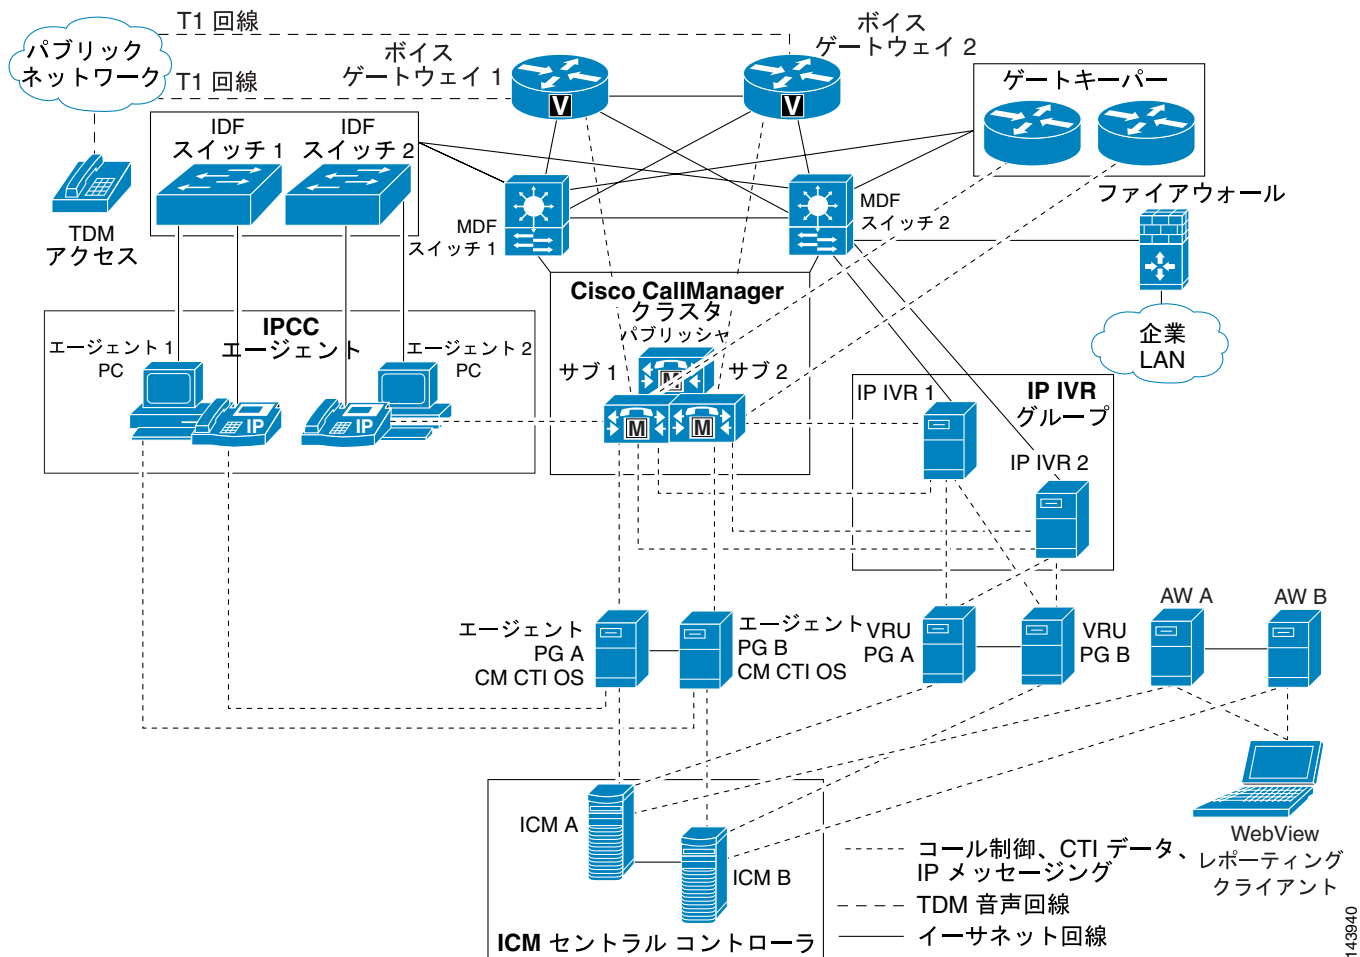 T1 回線
パブリック
ネットワーク
T1 回線
ボイス
ゲートウェイ 1
ボイス
ゲートウェイ 2
V
V
ゲートキーパー
IDF
スイッチ 1
IDF
スイッチ 2
TDM
アクセス
MDF
スイッチ 1
MDF
スイッチ 2
ファイアウォール
企業
LAN
Cisco CallManager
クラスタ
パブリッシャ
サブ 1
サブ 2
M
M
M
IPCC
エージェント
エージェント 1
PC
エージェント 2
PC
IP
IP
IP IVR 1
IP IVR
グループ
IP IVR 2
エージェント
PG A
CM CTI OS
エージェント
PG B
CM CTI OS
VRU
PG A
VRU
PG B
AW A
AW B
ICM A
ICM B
ICM セントラル コントローラ
WebView
レポーティング
クライアント
コール制御、CTI データ、
IP メッセージング
TDM 音声回線
イーサネット回線
143940